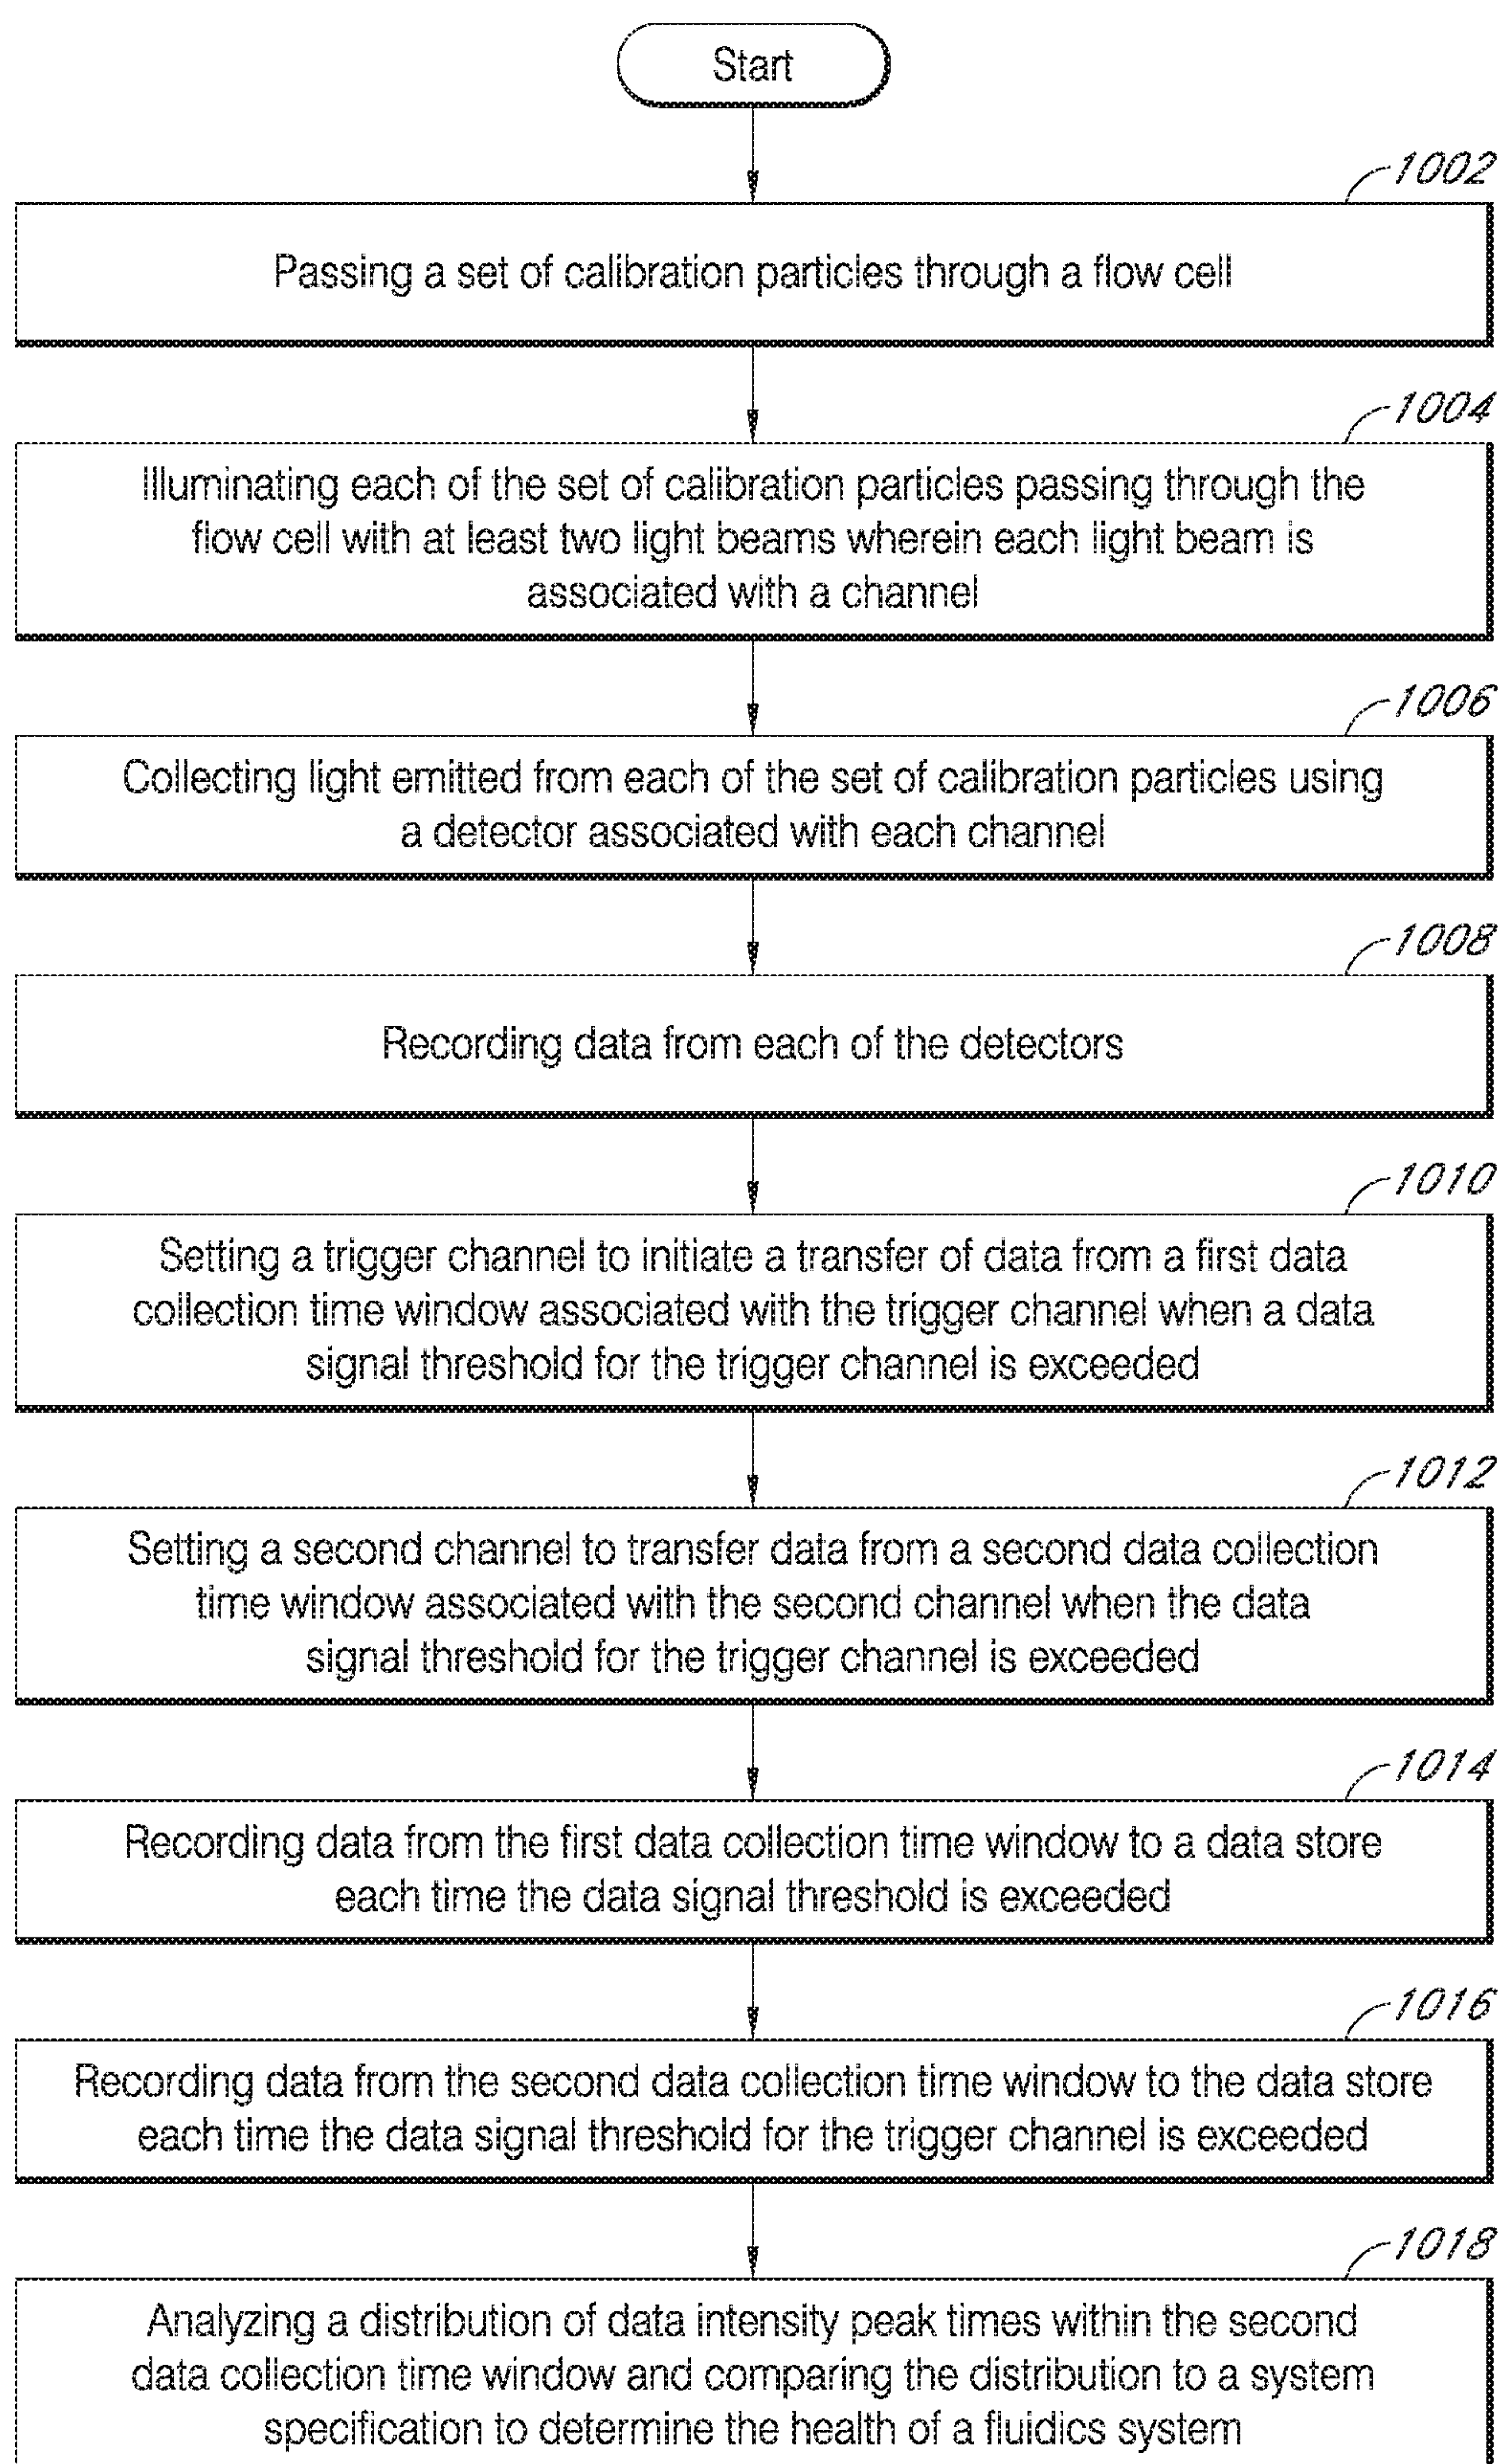 Start
1002
Passing a set of calibration particles through a flow cell
1004
Illuminating each of the set of calibration particles passing through the
flow cell with at least two light beams wherein each light beam is
associated with a channel
1006
Collecting light emitted from each of the set of calibration particles using
a detector associated with each channel
1008
Recording data from each of the detectors
1010
Setting a trigger channel to initiate a transfer of data from a first data
collection time window associated with the trigger channel when a data
signal threshold for the trigger channel is exceeded
1012
Setting a second channel to transfer data from a second data collection
time window associated with the second channel when the data
signal threshold for the trigger channel is exceeded
1014
Recording data from the first data collection time window to a data store
each time the data signal threshold is exceeded
1016
Recording data from the second data collection time window to the data store
each time the data signal threshold for the trigger channel is exceeded
1018
Analyzing a distribution of data intensity peak times within the second
data collection time window and comparing the distribution to a system
specification to determine the health of a fluidics system